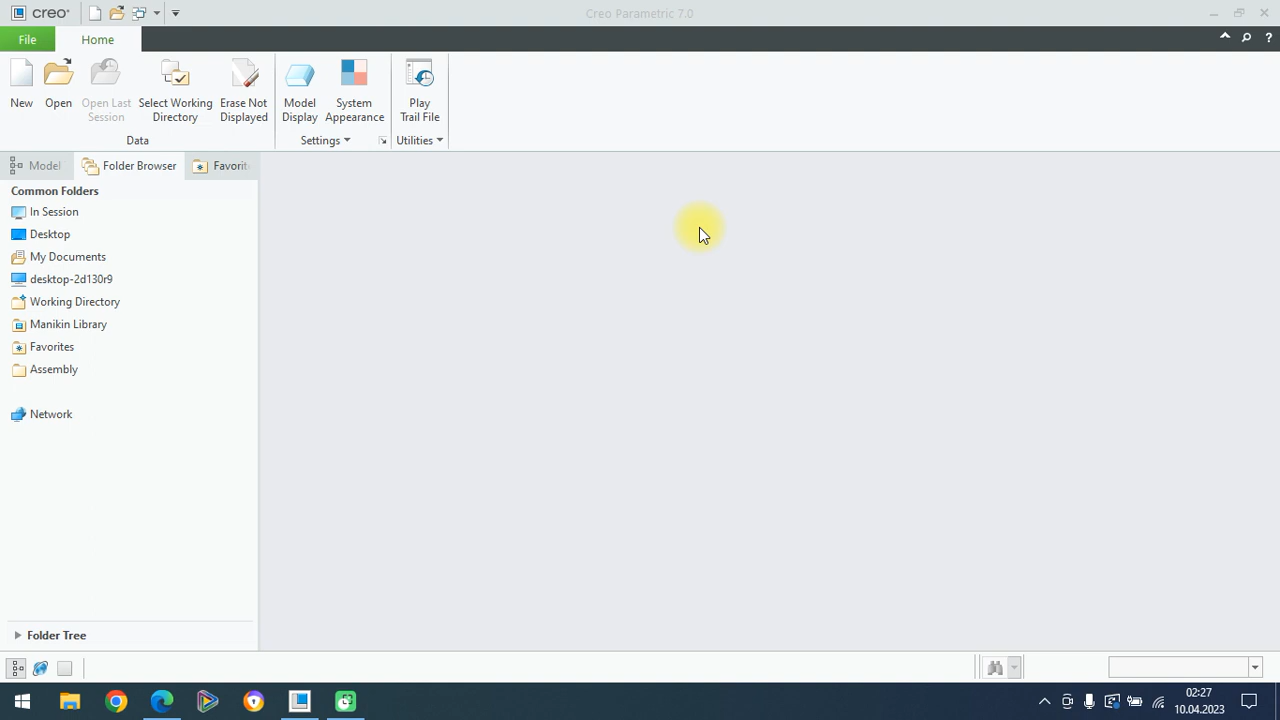 creo
Creo Parametric 7.0
File
Home
?
New
Open
Open Last
Session
Select Working
Directory
Erase Not
Displayed
Model
Display
System
Appearance
Play
Trail File
Data
Settings
Utilities
Model
Folder Browser
Favorit
Common Folders
In Session
Desktop
My Documents
desktop-2d130r9
Working Directory
Manikin Library
Favorites
Assembly
Network
Folder Tree
02:27
10.04.2023